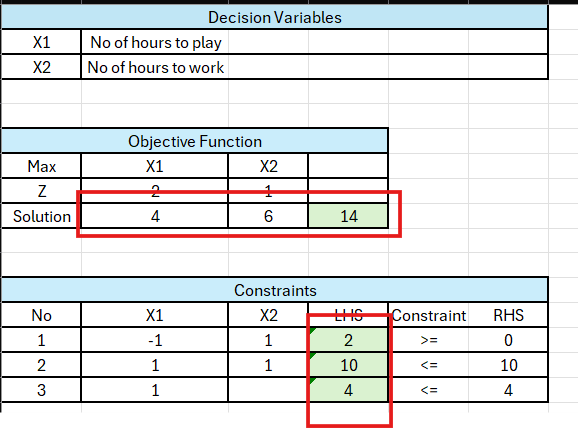 Decision Variables
X1 No of hours to play
X2 No of hours to work
Objective Function
Max X1 X2
Z 2 1
Solution 4 6 14
Constraints
No X1 X2 LHS Constraint RHS
1 -1 1 2 >= 0
2 1 1 10 <= 10
3 1 4 <= 4